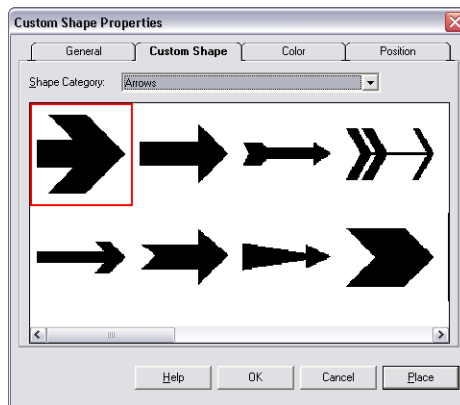 Custom Shape Properties
General Custom Shape Color Position
Shape Category: Arrows
Help OK Cancel Place